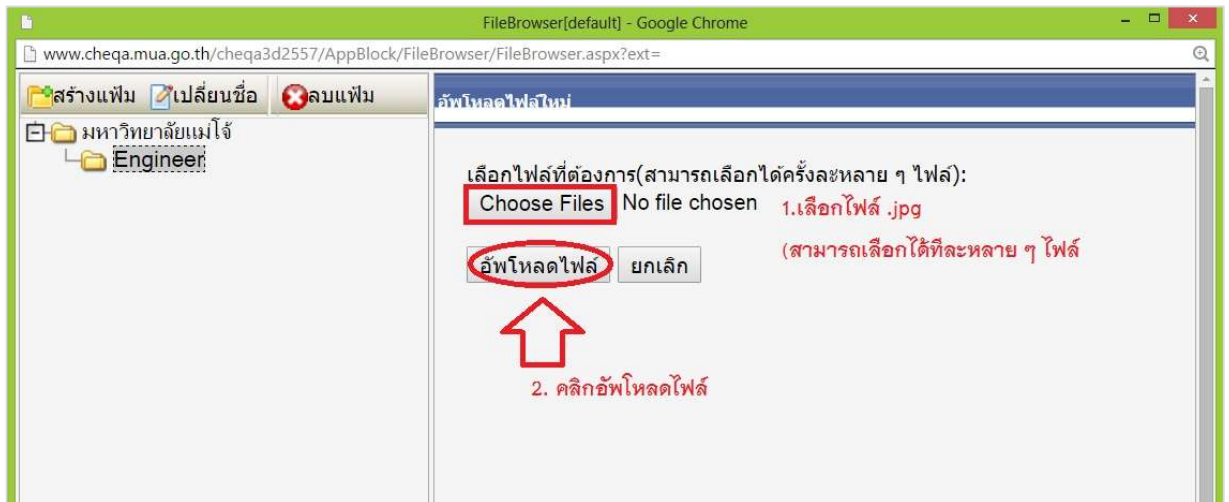 FileBrowser[default] - Google Chrome
www.cheqa.mua.go.th/cheqa3d2557/AppBlock/FileBrowser/FileBrowser.aspx?ext=
สร้างแฟ้ม เปลี่ยนชื่อ ลบแฟ้ม
อัพโหลดไฟล์ใหม่
มหาวิทยาลัยแม่โจ้
Engineer
เลือกไฟล์ที่ต้องการ(สามารถเลือกได้ครั้งละหลาย ๆ ไฟล์):
Choose Files No file chosen 1.เลือกไฟล์ .jpg
(สามารถเลือกได้ทีละหลาย ๆ ไฟล์
อัพโหลดไฟล์ ยกเลิก
2. คลิกอัพโหลดไฟล์